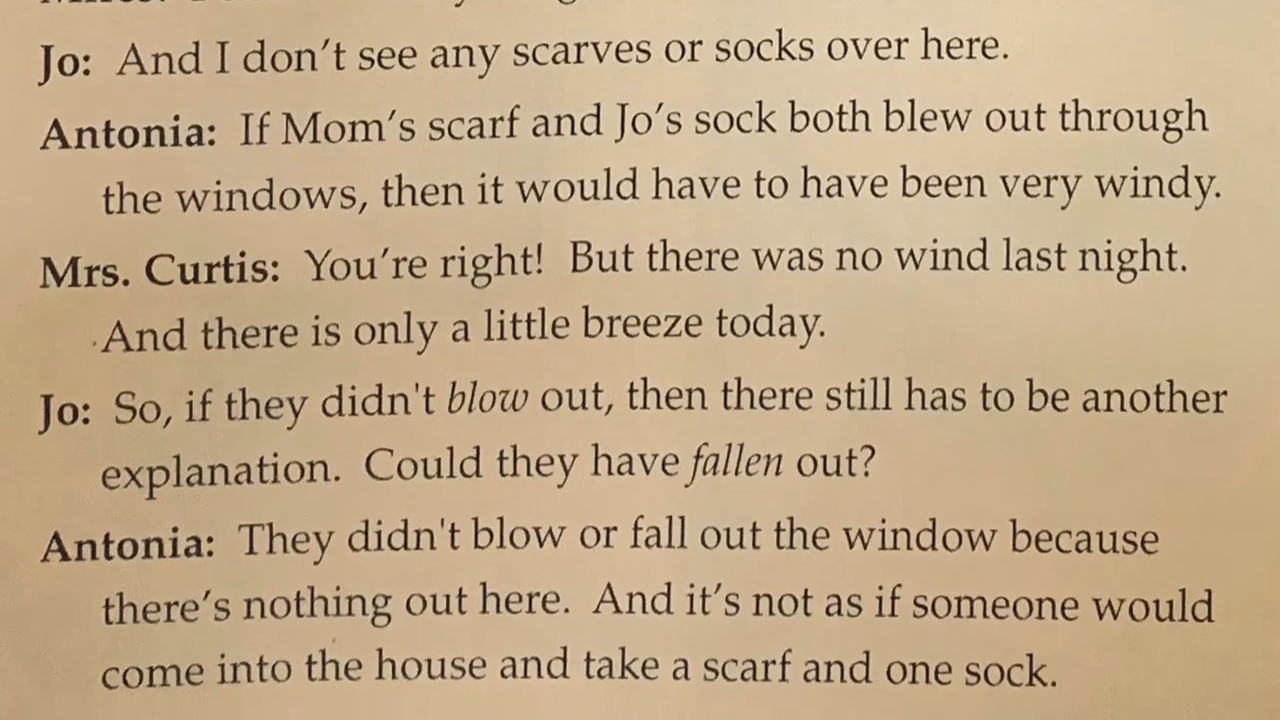 Jo: And I don't see any scarves or socks over here.
Antonia: If Mom's scarf and Jo's sock both blew out through
the windows, then it would have to have been very windy.
Mrs. Curtis: You're right! But there was no wind last night.
And there is only a little breeze today.
Jo: So, if they didn't blow out, then there still has to be another
explanation. Could they have fallen out?
Antonia: They didn't blow or fall out the window because
there's nothing out here. And it's not as if someone would
come into the house and take a scarf and one sock.